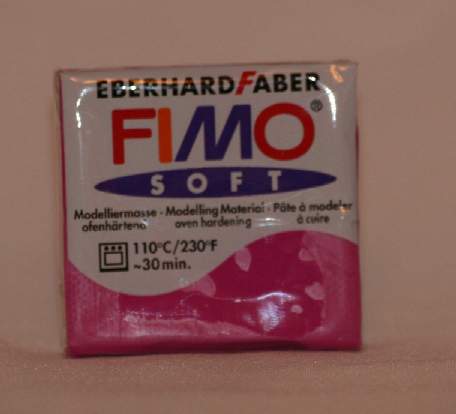 EBERHARDFABER
FIMO®
SOFT
Modelliermasse - Modelling Material - Pâte à modeler
ofenhärtend oven hardening à cuire
110°C/230°F
~30 min.